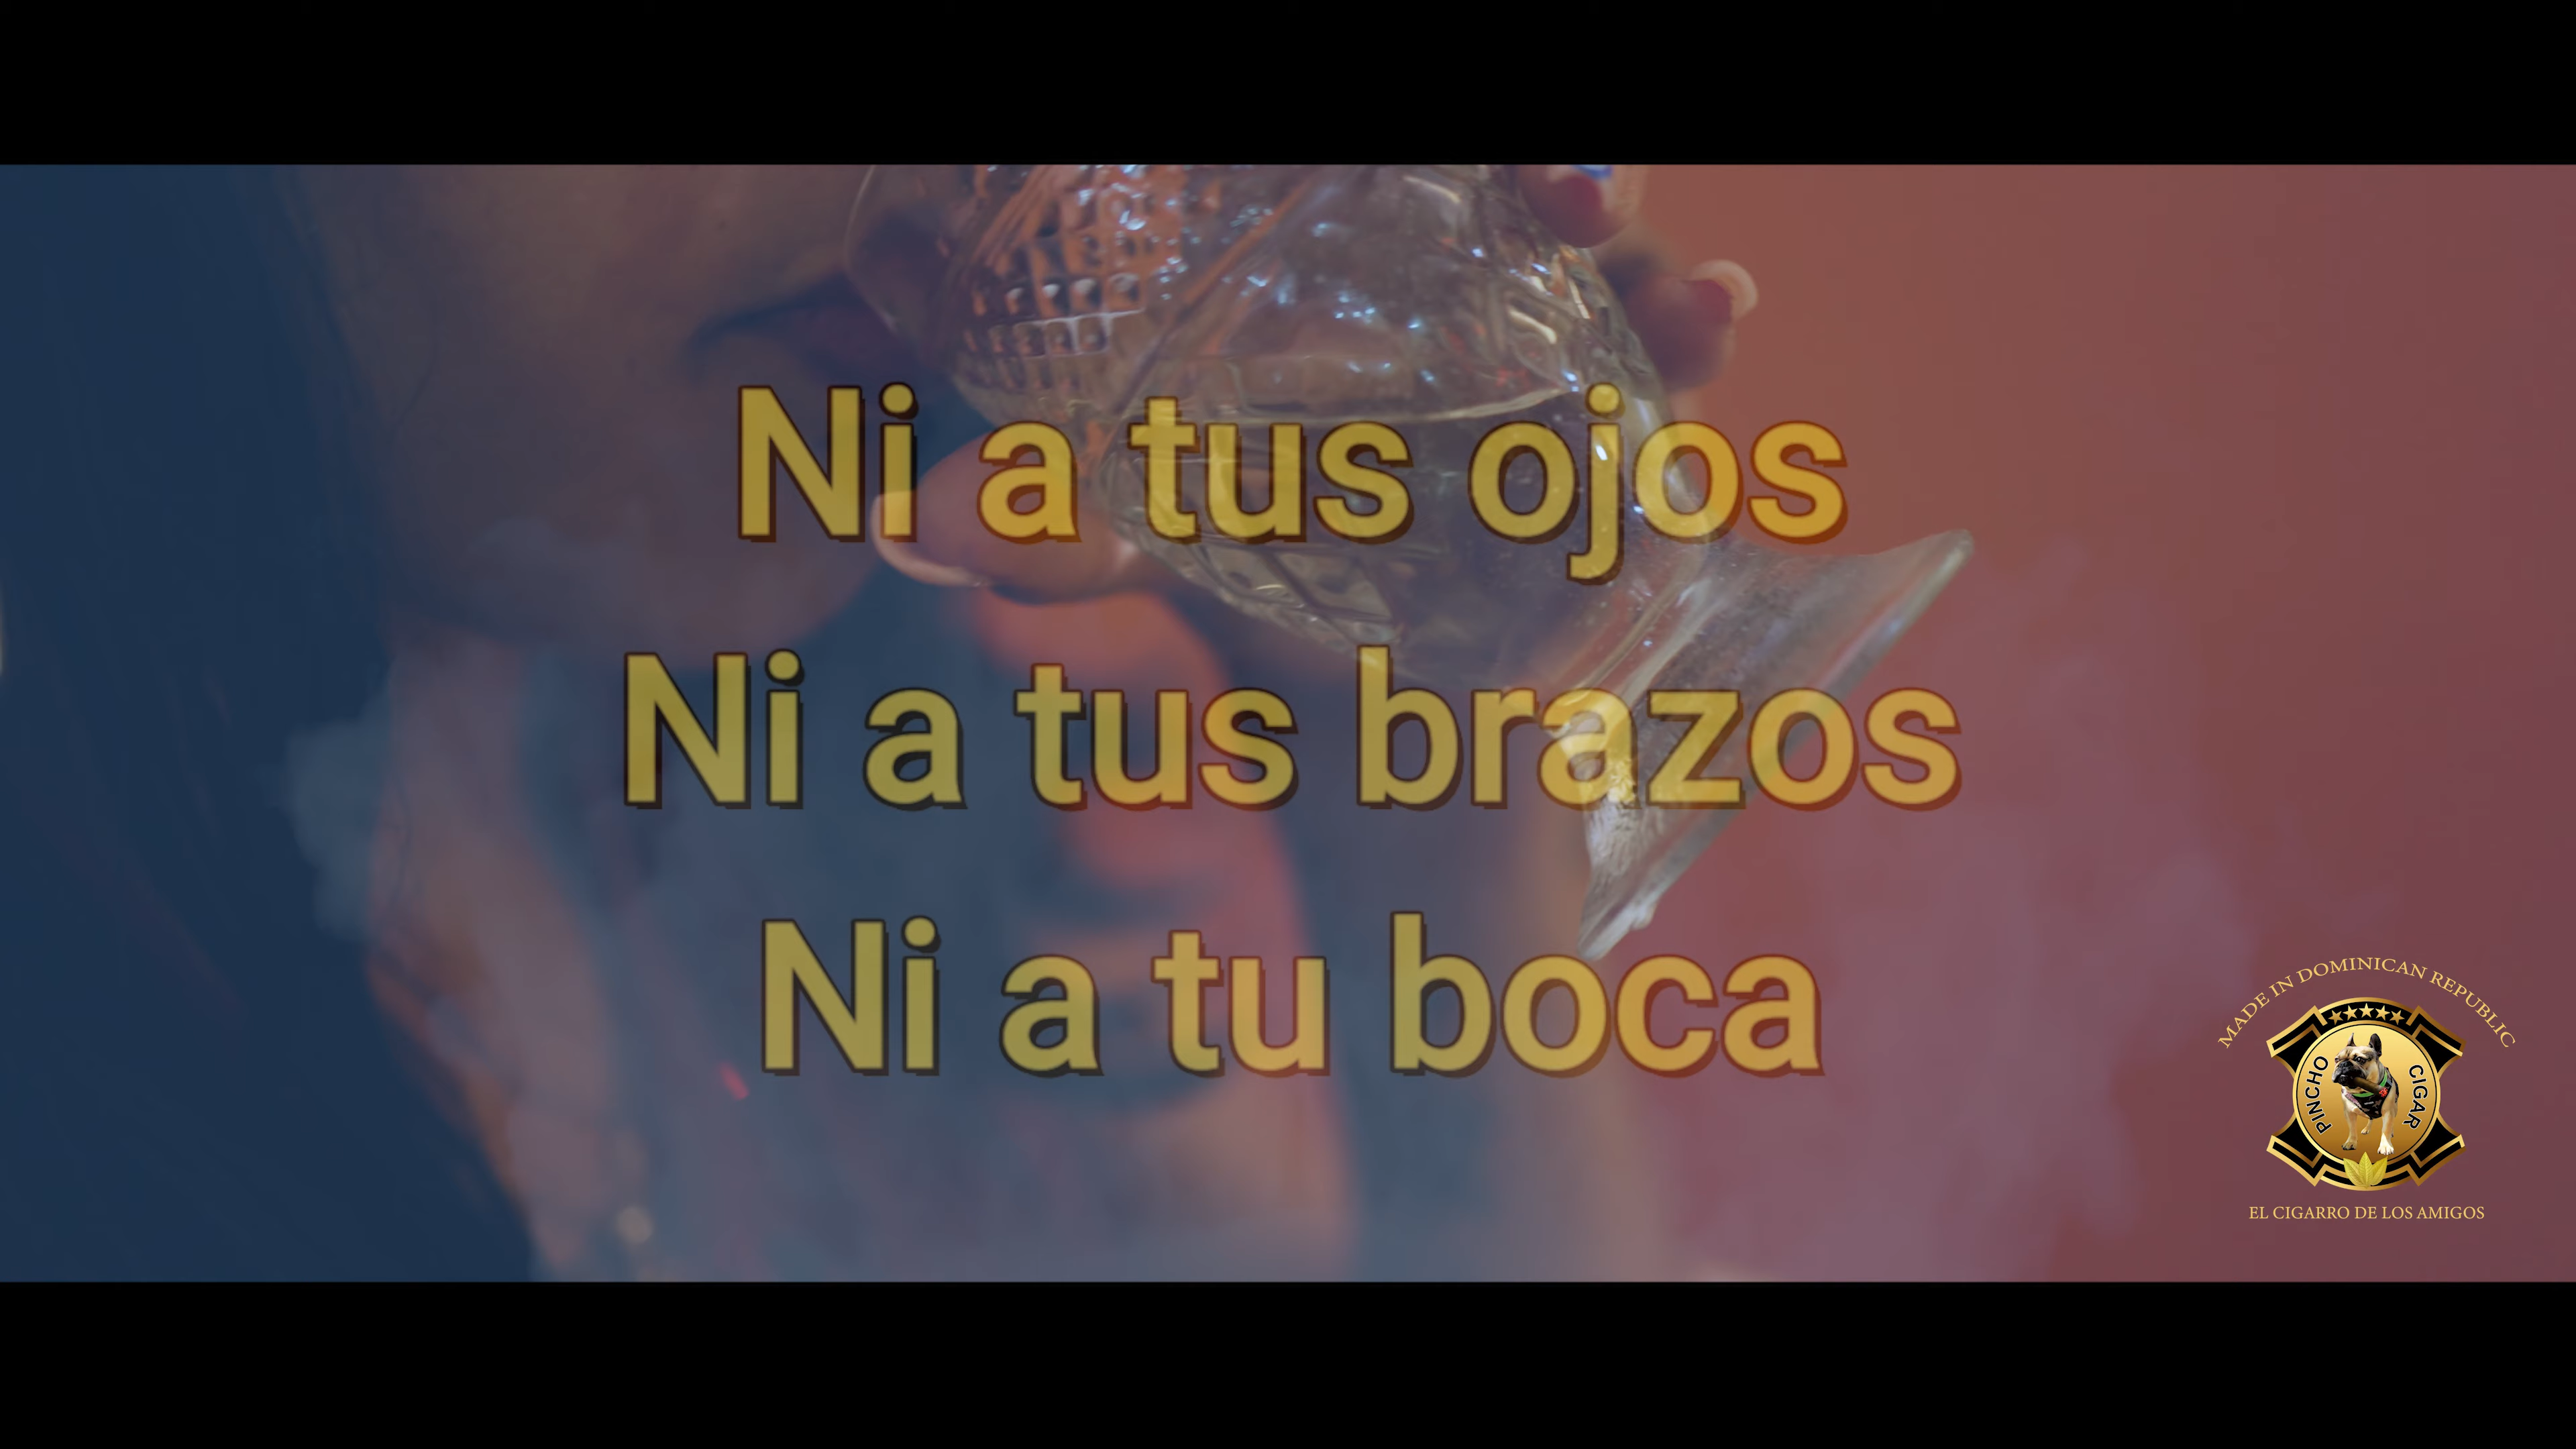 Ni a tus ojos
Ni a tus brazos
Ni a tu boca
MADE IN DOMINICAN REPUBLIC
PINCHO CIGAR
EL CIGARRO DE LOS AMIGOS